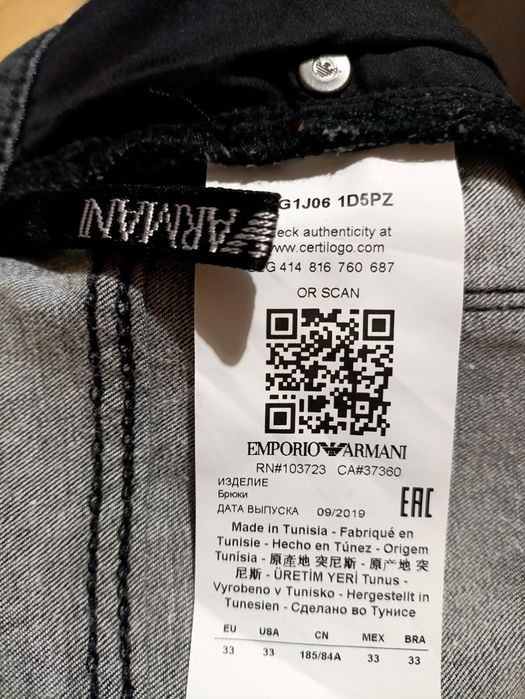 G1J06 1D5PZ
ARMANI
eck authenticity at
www.certilogo.com
G 414 816 760 687
OR SCAN
EMPORIO ARMANI
RN#103723 CA#37360
ИЗДЕЛИЕ
Брюки
ДАТА ВЫПУСКА 09/2019
EAC
Made in Tunisia - Fabriqué en
Tunisie - Hecho en Túnez - Origem
Tunísia - 原產地 突尼斯 - 原产地 突
尼斯 - ÜRETİM YERİ Tunus -
Vyrobeno v Tunisko - Hergestellt in
Tunesien - Сделано во Тунисе
EU USA CN MEX BRA
33 33 185/84A 33 33